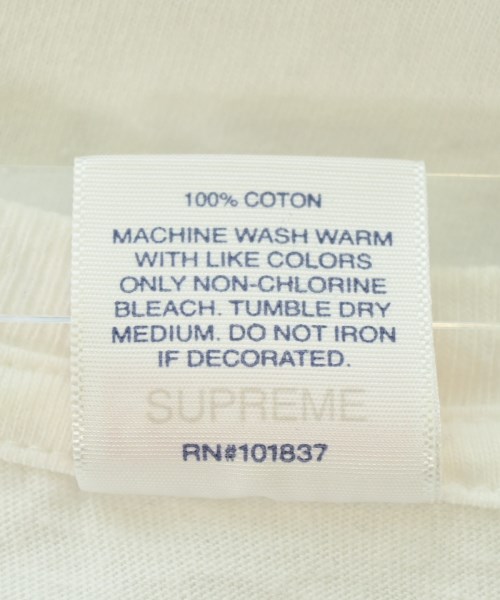 100% COTON
MACHINE WASH WARM
WITH LIKE COLORS
ONLY NON-CHLORINE
BLEACH. TUMBLE DRY
MEDIUM. DO NOT IRON
IF DECORATED.
SUPREME
RN#101837